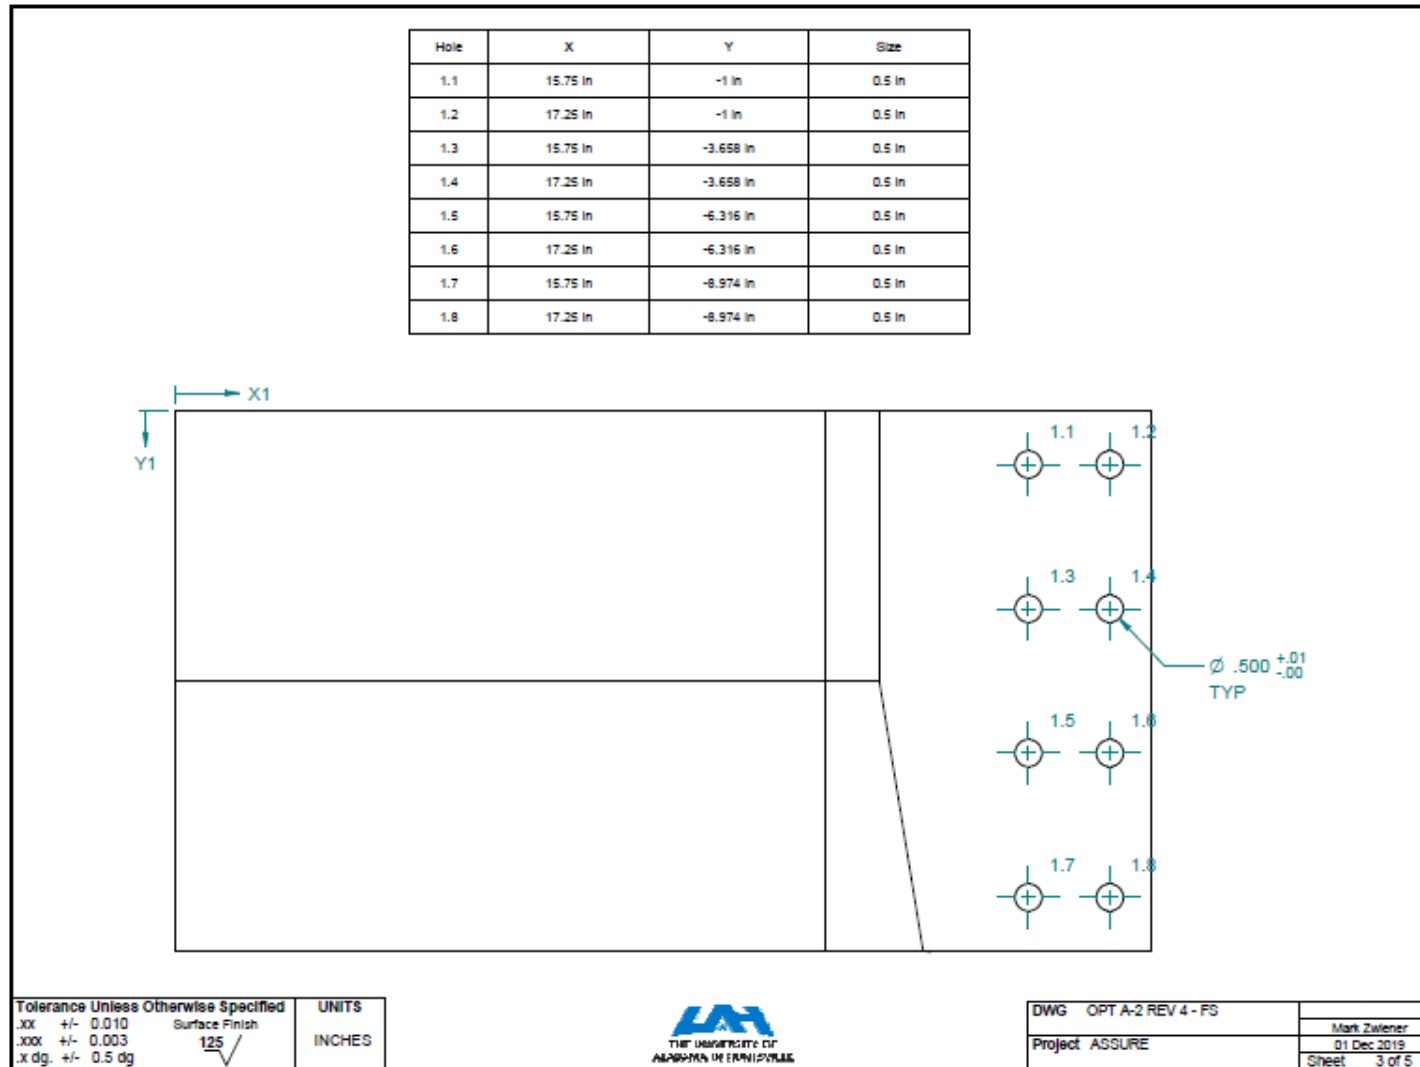 Hole X Y Size
1.1 15.75 in -1 in 0.5 in
1.2 17.25 in -1 in 0.5 in
1.3 15.75 in -3.658 in 0.5 in
1.4 17.25 in -3.658 in 0.5 in
1.5 15.75 in -6.316 in 0.5 in
1.6 17.25 in -6.316 in 0.5 in
1.7 15.75 in -8.974 in 0.5 in
1.8 17.25 in -8.974 in 0.5 in
X1
Y1
1.1 1.2
1.3 1.4
Ø .500 +.01 -.00
TYP
1.5 1.6
1.7 1.8
Tolerance Unless Otherwise Specified
.xx +/- 0.010
.xxx +/- 0.003
.x dg. +/- 0.5 dg
Surface Finish
125
UNITS
INCHES
UAH
THE UNIVERSITY OF
ALABAMA IN HUNTSVILLE
DWG OPT A-2 REV 4 - FS
Project ASSURE
Mark Zwiener
01 Dec 2019
Sheet 3 of 5